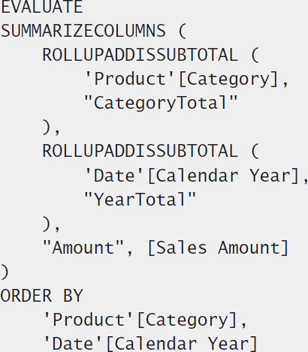 EVALUATE
SUMMARIZECOLUMNS (
    ROLLUPADDISSUBTOTAL (
        'Product'[Category],
        "CategoryTotal"
    ),
    ROLLUPADDISSUBTOTAL (
        'Date'[Calendar Year],
        "YearTotal"
    ),
    "Amount", [Sales Amount]
)
ORDER BY
    'Product'[Category],
    'Date'[Calendar Year]